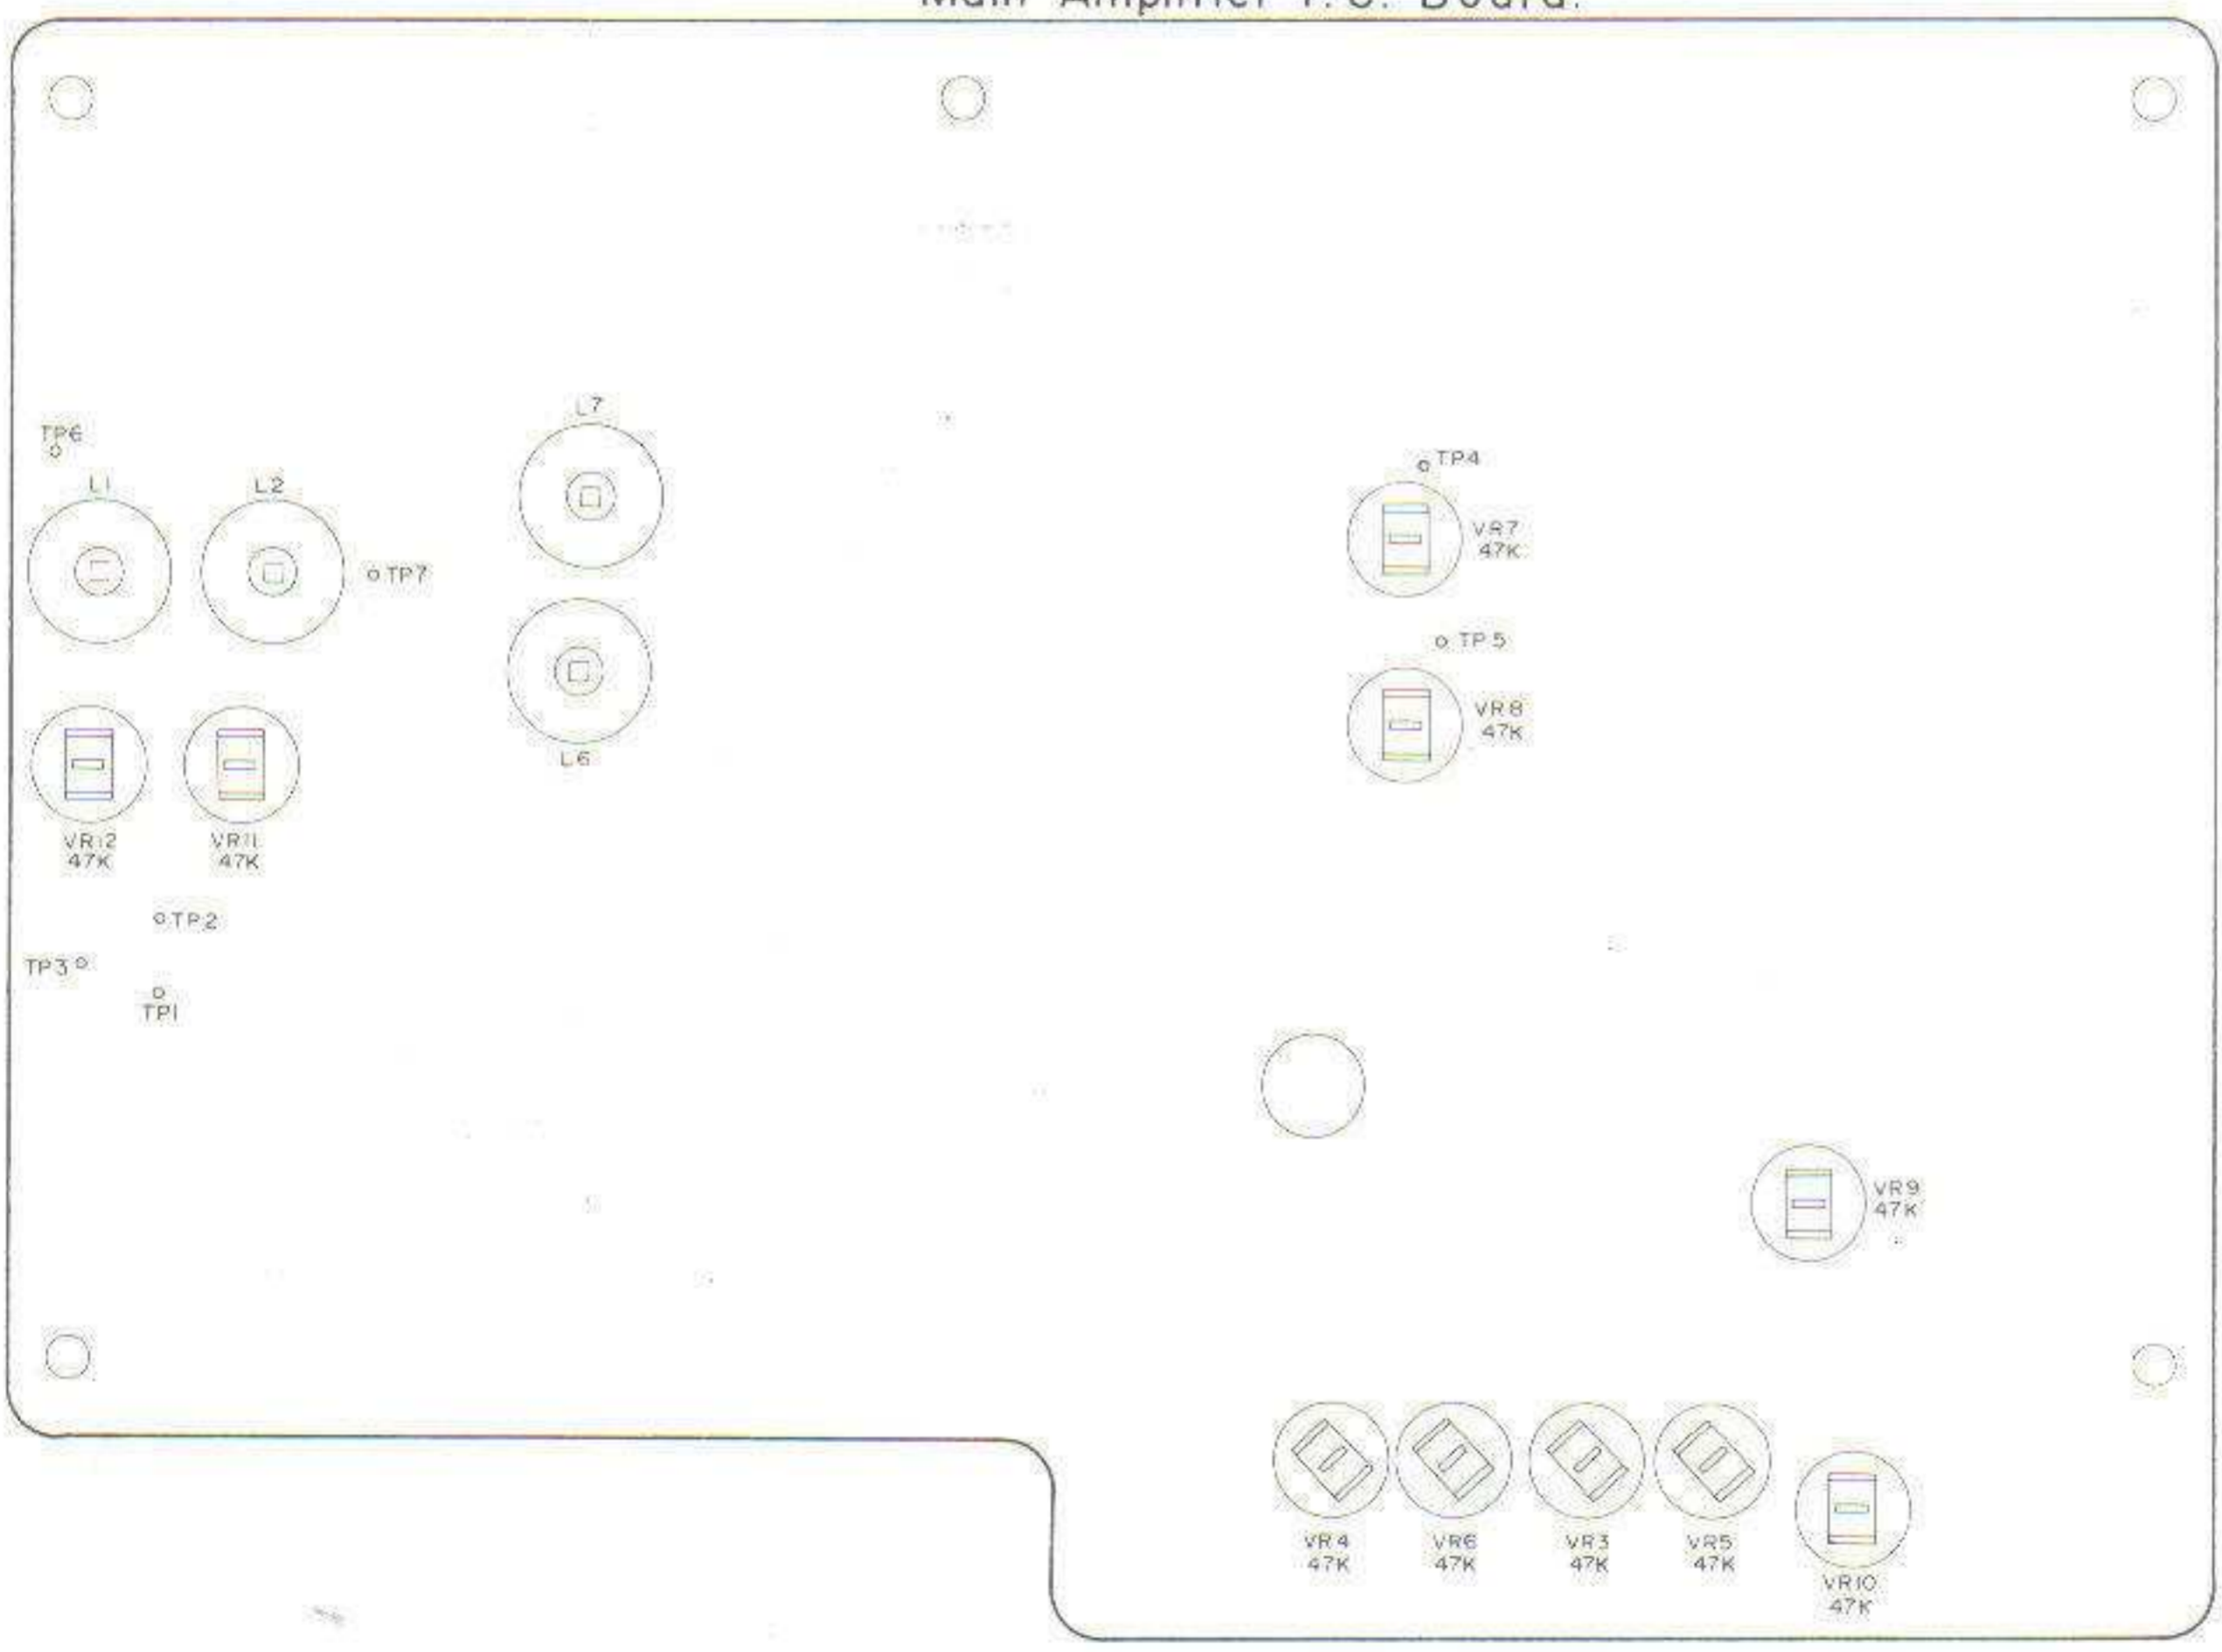 Main Amplifier P.C. Board.
L7
TP6
TP4
L1
L2
VR7
47K
TP7
TP5
VR8
47K
L6
VR12
47K
VR11
47K
TP2
TP3
TP1
VR9
47K
VR4
47K
VR6
47K
VR3
47K
VR5
47K
VR10
47K